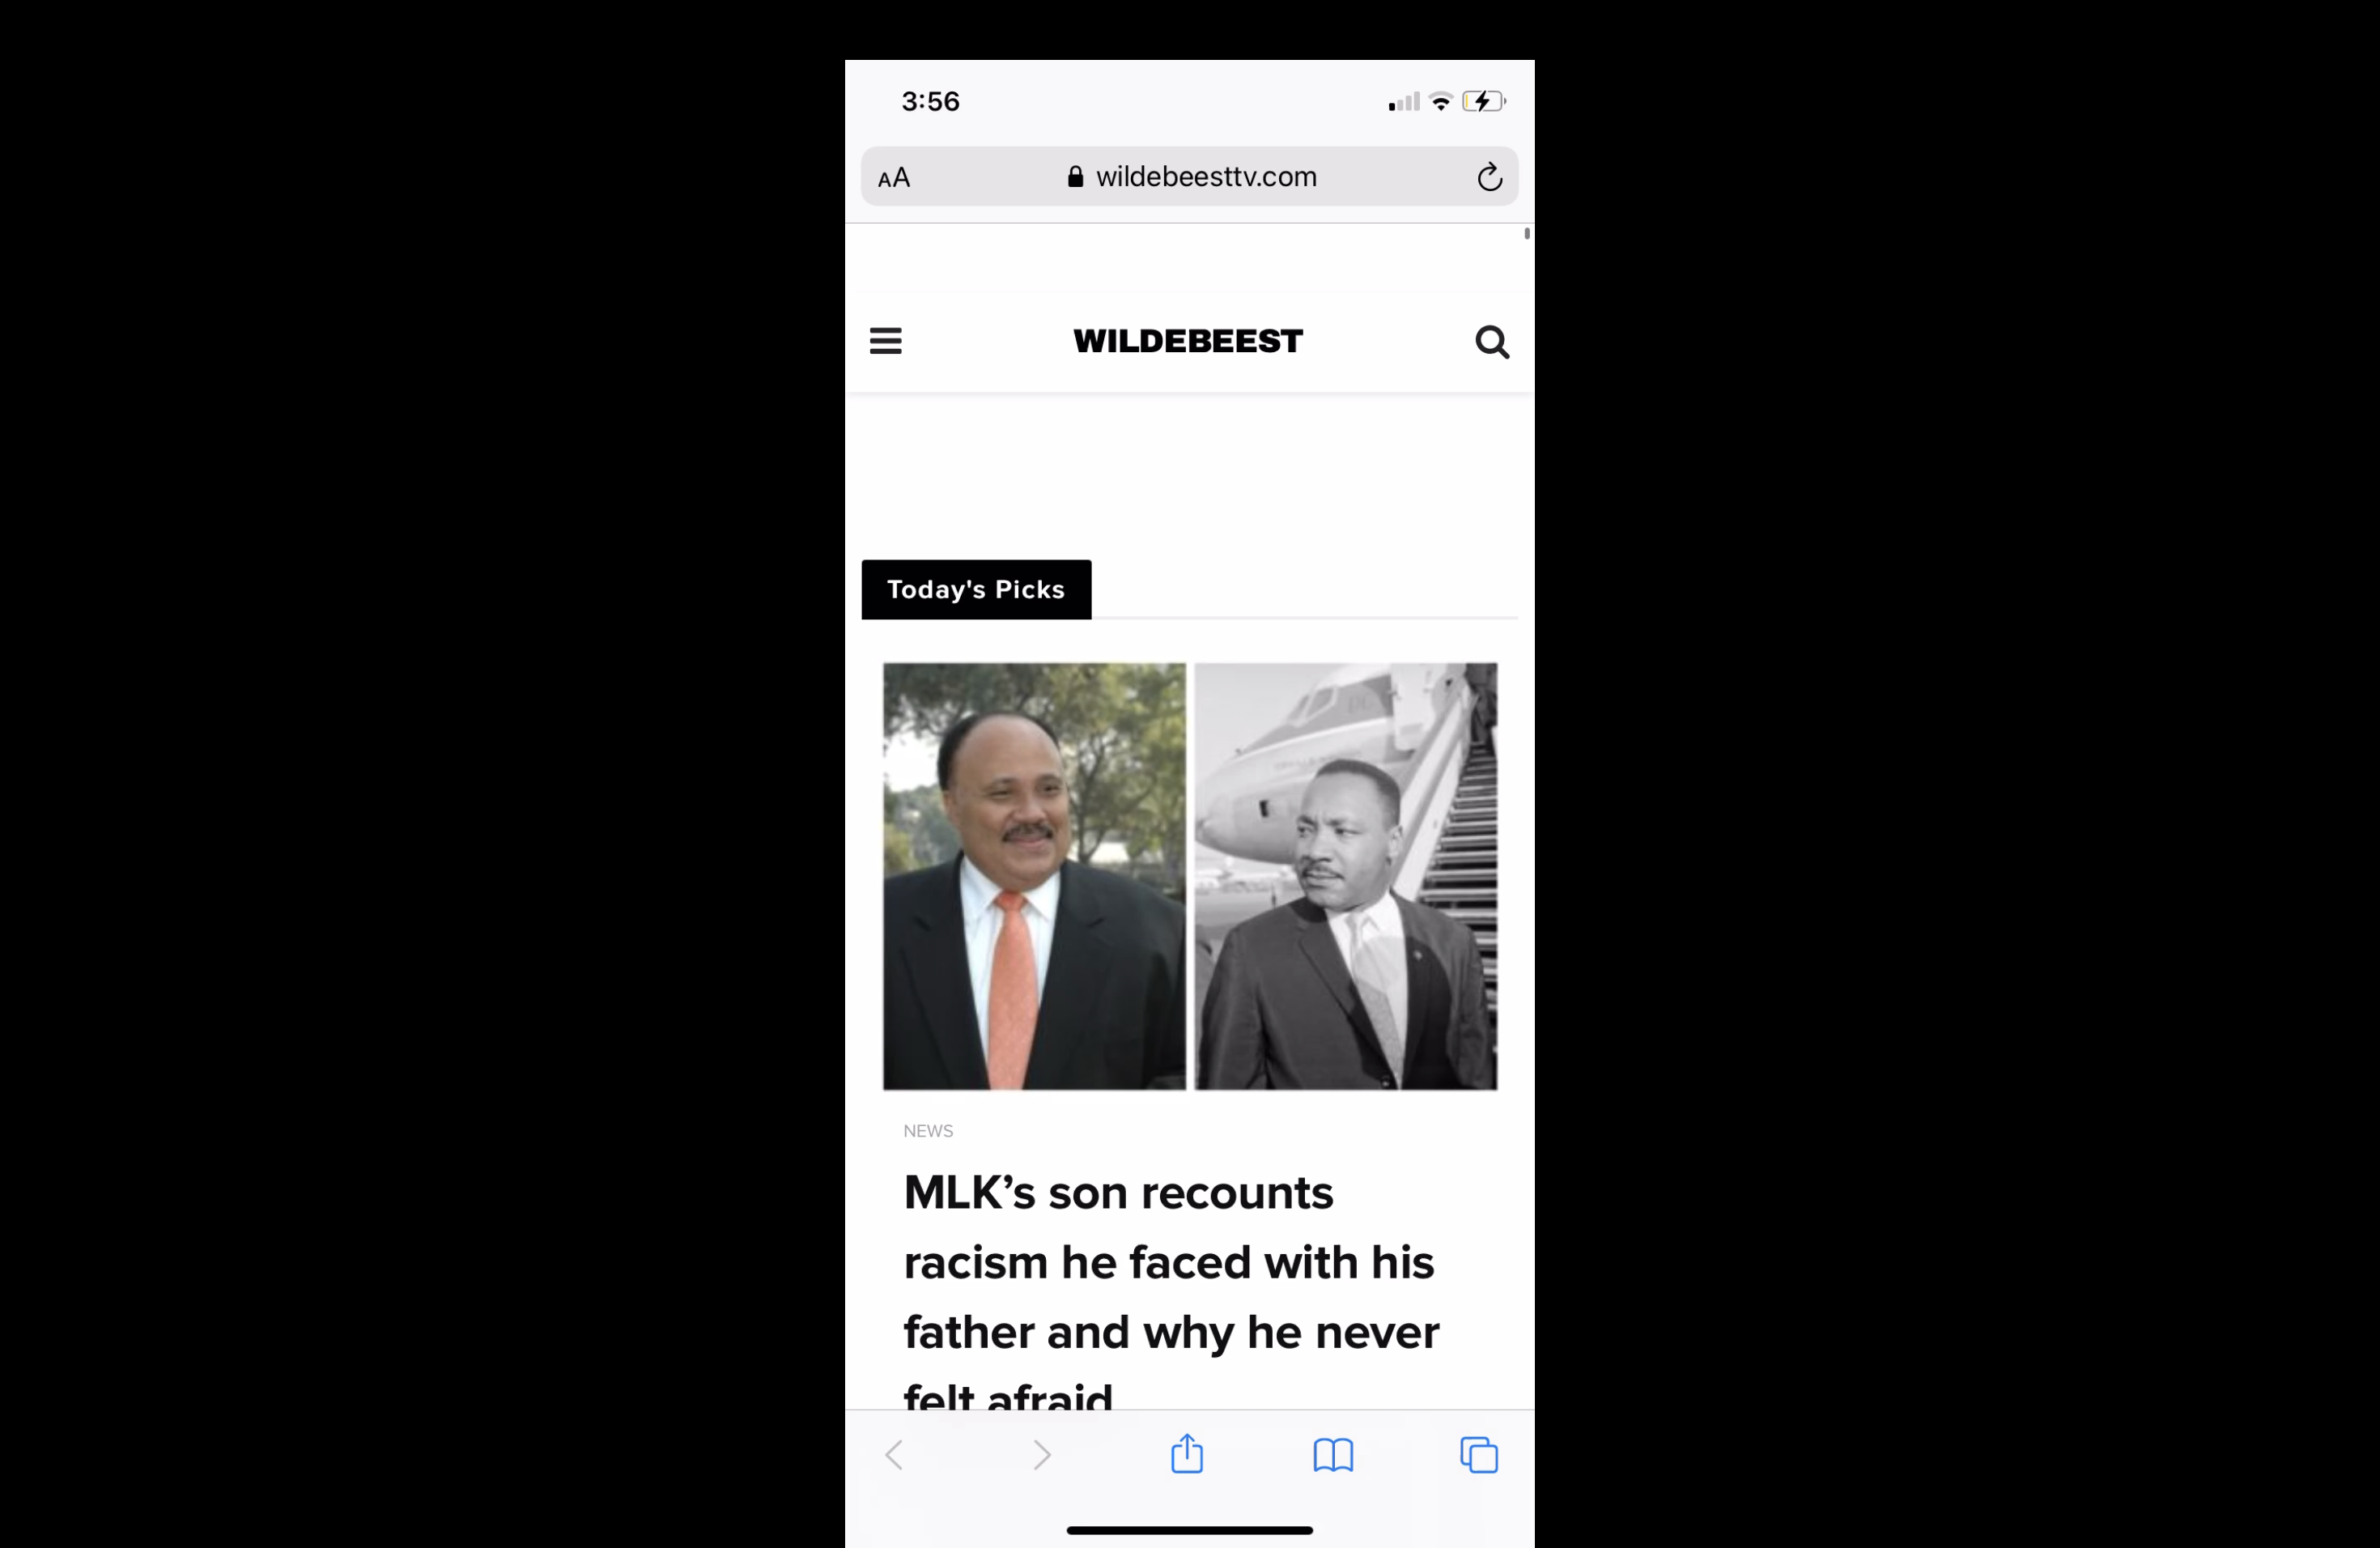 3:56
AA wildebeesttv.com
WILDEBEEST
Today's Picks
NEWS
MLK’s son recounts
racism he faced with his
father and why he never
felt afraid